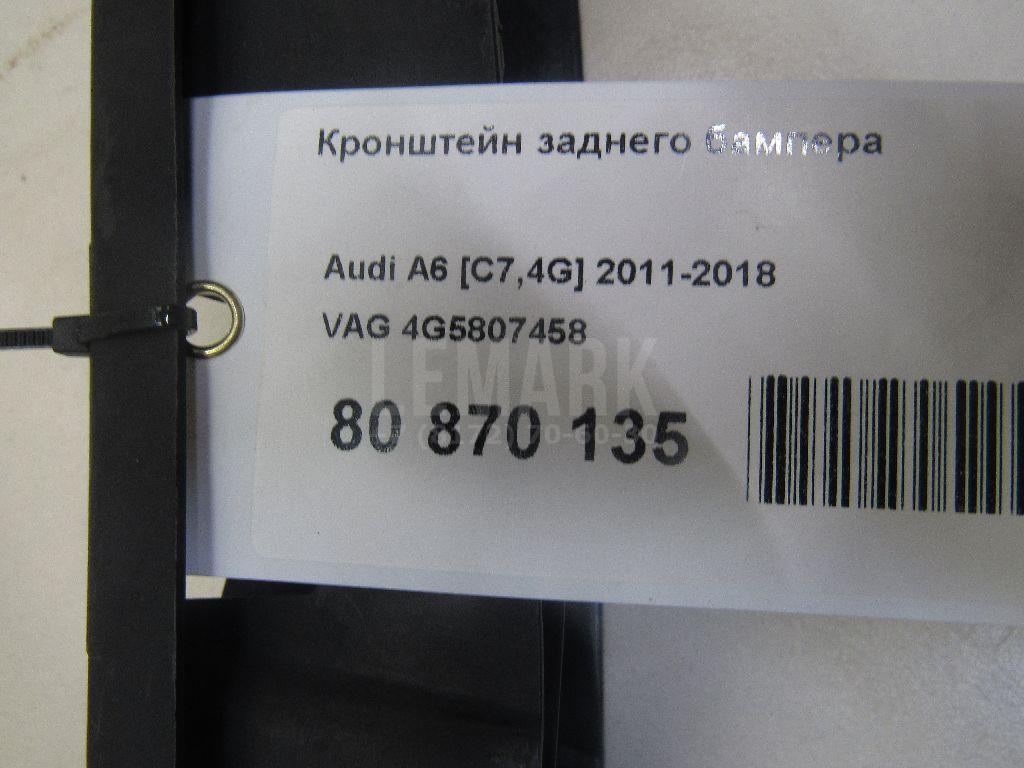 Кронштейн заднего бампера
Audi A6 [C7,4G] 2011-2018
VAG 4G5807458
LEMARK
80 870 135